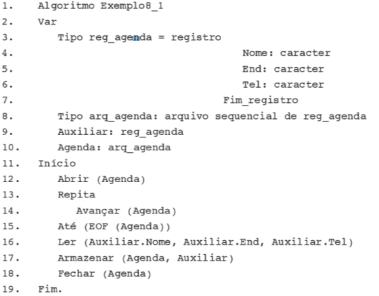 1. Algoritmo Exemplo8_1
2. Var
3. Tipo reg_agenda = registro
4. Nome: caracter
5. End: caracter
6. Tel: caracter
7. Fim_registro
8. Tipo arq_agenda: arquivo sequencial de reg_agenda
9. Auxiliar: reg_agenda
10. Agenda: arq_agenda
11. Início
12. Abrir (Agenda)
13. Repita
14. Avançar (Agenda)
15. Até (EOF (Agenda))
16. Ler (Auxiliar.Nome, Auxiliar.End, Auxiliar.Tel)
17. Armazenar (Agenda, Auxiliar)
18. Fechar (Agenda)
19. Fim.